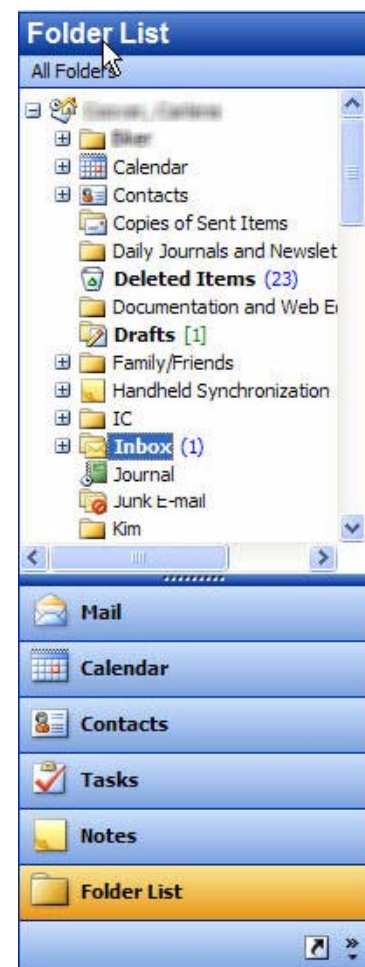 Folder List
All Folders
Calendar
Contacts
Copies of Sent Items
Daily Journals and Newslet
Deleted Items (23)
Documentation and Web E
Drafts [1]
Family/Friends
Handheld Synchronization
IC
Inbox (1)
Journal
Junk E-mail
Kim
Mail
Calendar
Contacts
Tasks
Notes
Folder List